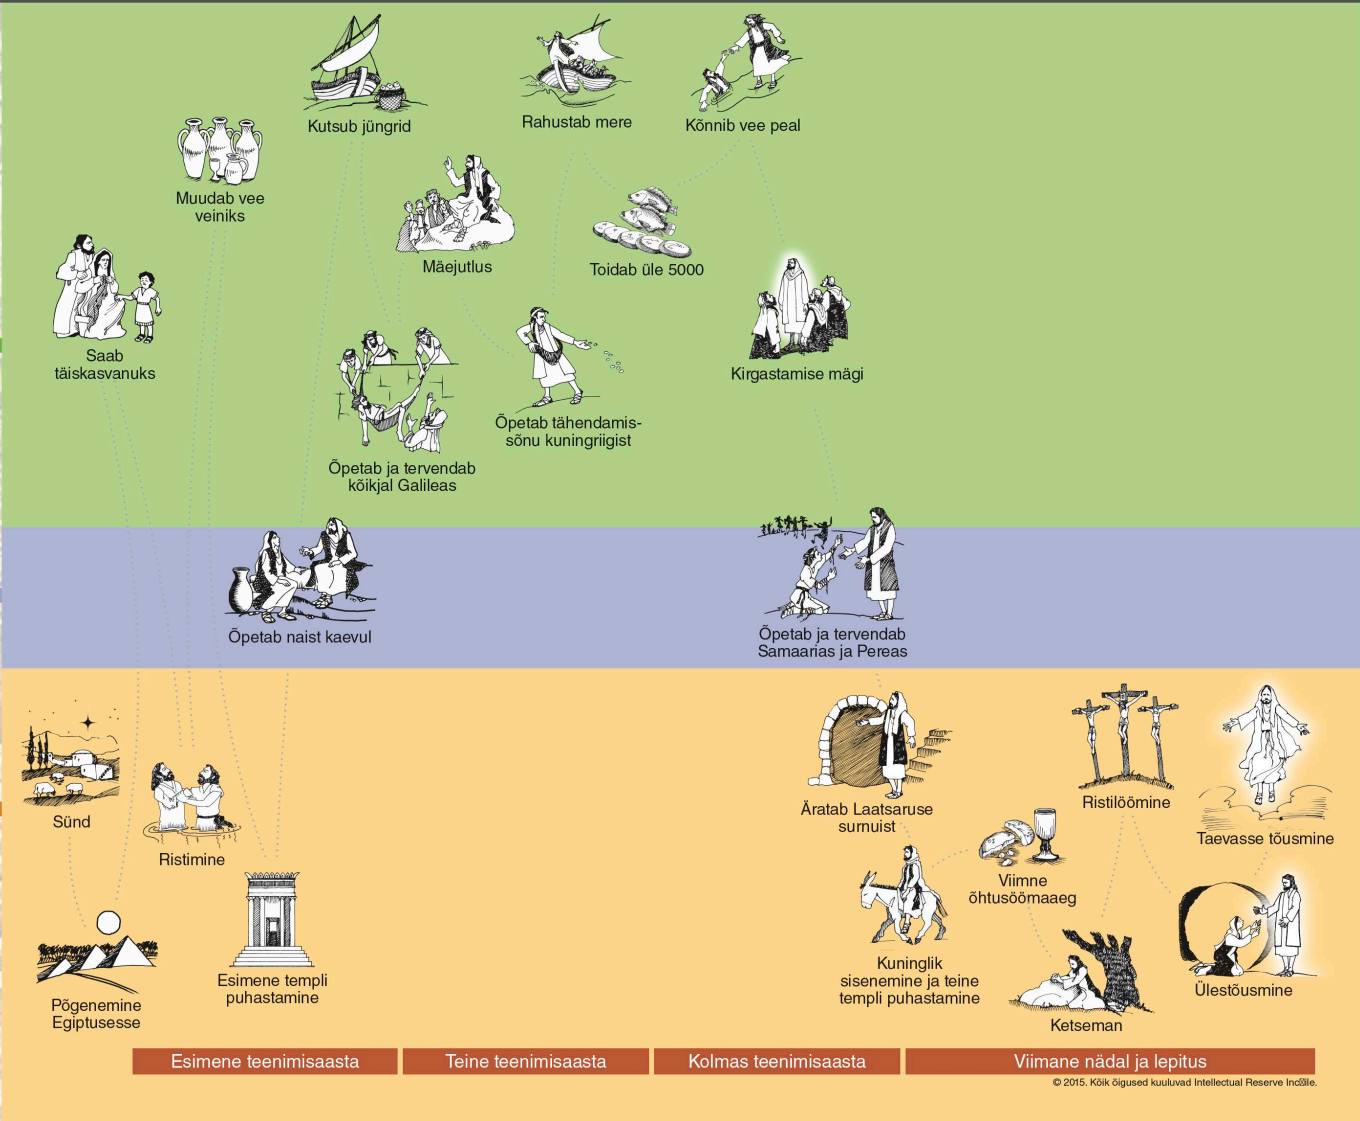 Kutsub jüngrid
Rahustab mere
Kõnnib vee peal
Muudab vee
veiniks
Mäejutlus
Toidab üle 5000
Saab
täiskasvanuks
Kirgastamise mägi
Õpetab tähendamis-
sõnu kuningriigist
Õpetab ja tervendab
kõikjal Galileas
Õpetab naist kaevul
Õpetab ja tervendab
Samaarias ja Pereas
Sünd
Ristimine
Äratab Laatsaruse
surnuist
Ristilöömine
Taevasse tõusmine
Viimne
õhtusöömaaeg
Põgenemine
Egiptusesse
Esimene templi
puhastamine
Kuninglik
sisenemine ja teine
templi puhastamine
Ketseman
Ülestõusmine
Esimene teenimisaasta
Teine teenimisaasta
Kolmas teenimisaasta
Viimane nädal ja lepitus
© 2015. Kõik õigused kuuluvad Intellectual Reserve